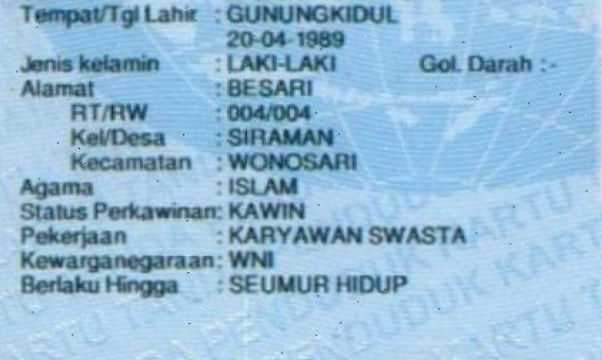 Tempat/Tgl Lahir : GUNUNGKIDUL
20-04-1989
Jenis kelamin : LAKI-LAKI Gol. Darah : -
Alamat : BESARI
RT/RW : 004/004
Kel/Desa : SIRAMAN
Kecamatan : WONOSARI
Agama : ISLAM
Status Perkawinan: KAWIN
Pekerjaan : KARYAWAN SWASTA
Kewarganegaraan: WNI
Berlaku Hingga : SEUMUR HIDUP